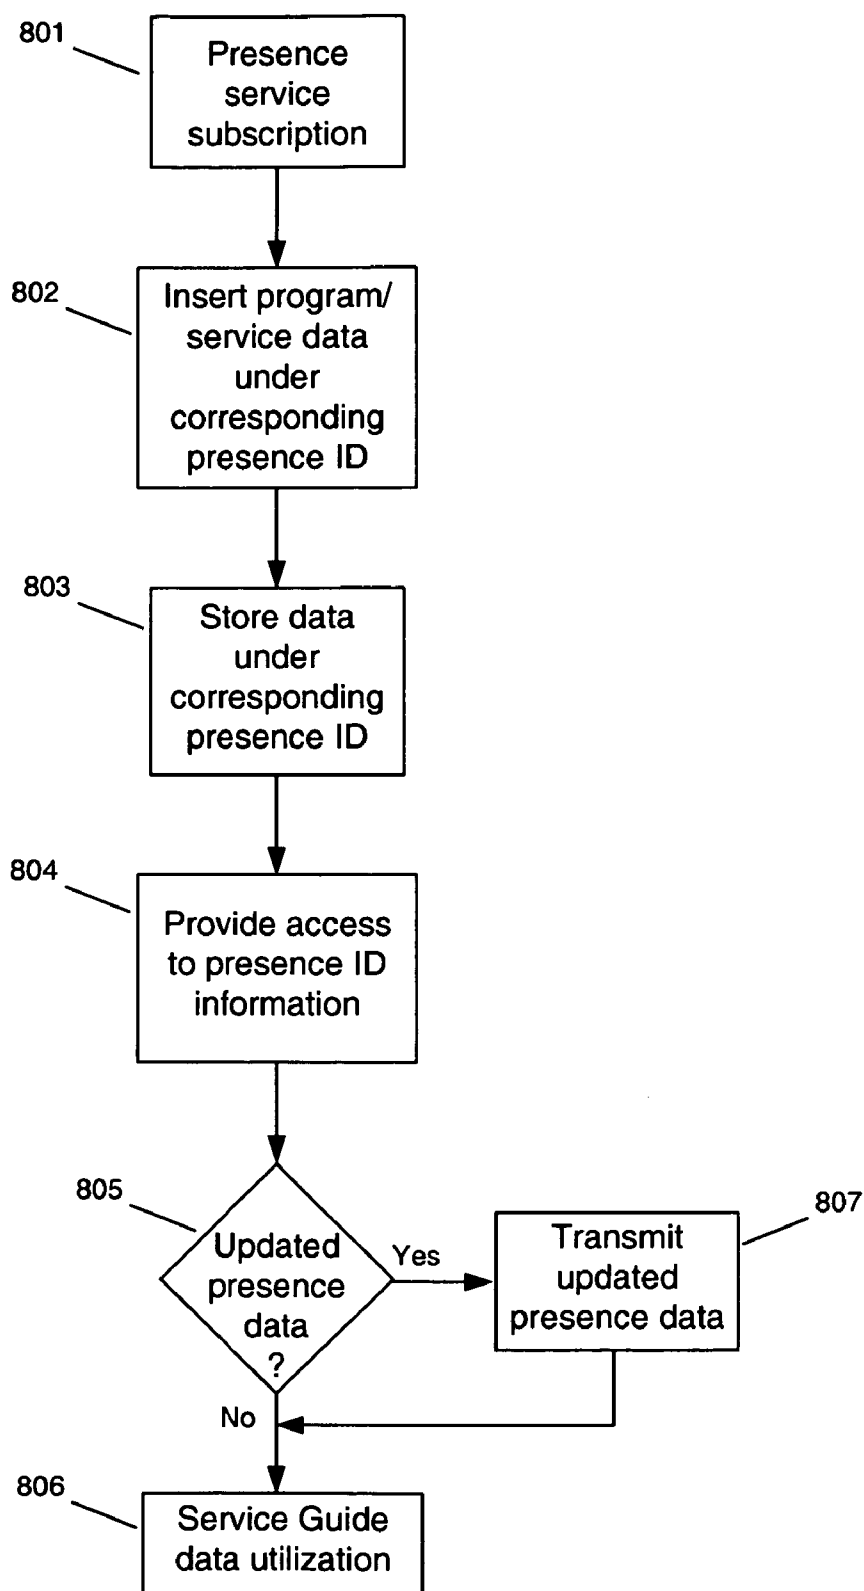 801
Presence
service
subscription
802
Insert program/
service data
under
corresponding
presence ID
803
Store data
under
corresponding
presence ID
804
Provide access
to presence ID
information
805
Updated
presence
data
?
Yes
807
Transmit
updated
presence data
No
806
Service Guide
data utilization